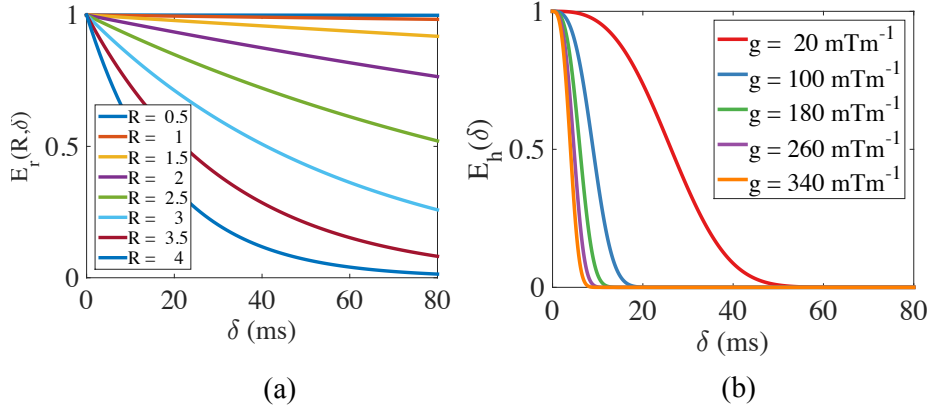 E_r(R,δ)
1
0.5
0
R = 0.5
R = 1
R = 1.5
R = 2
R = 2.5
R = 3
R = 3.5
R = 4
0 20 40 60 80
δ (ms)
(a)
E_h(δ)
1
0.5
0
g = 20 mTm⁻¹
g = 100 mTm⁻¹
g = 180 mTm⁻¹
g = 260 mTm⁻¹
g = 340 mTm⁻¹
0 20 40 60 80
δ (ms)
(b)